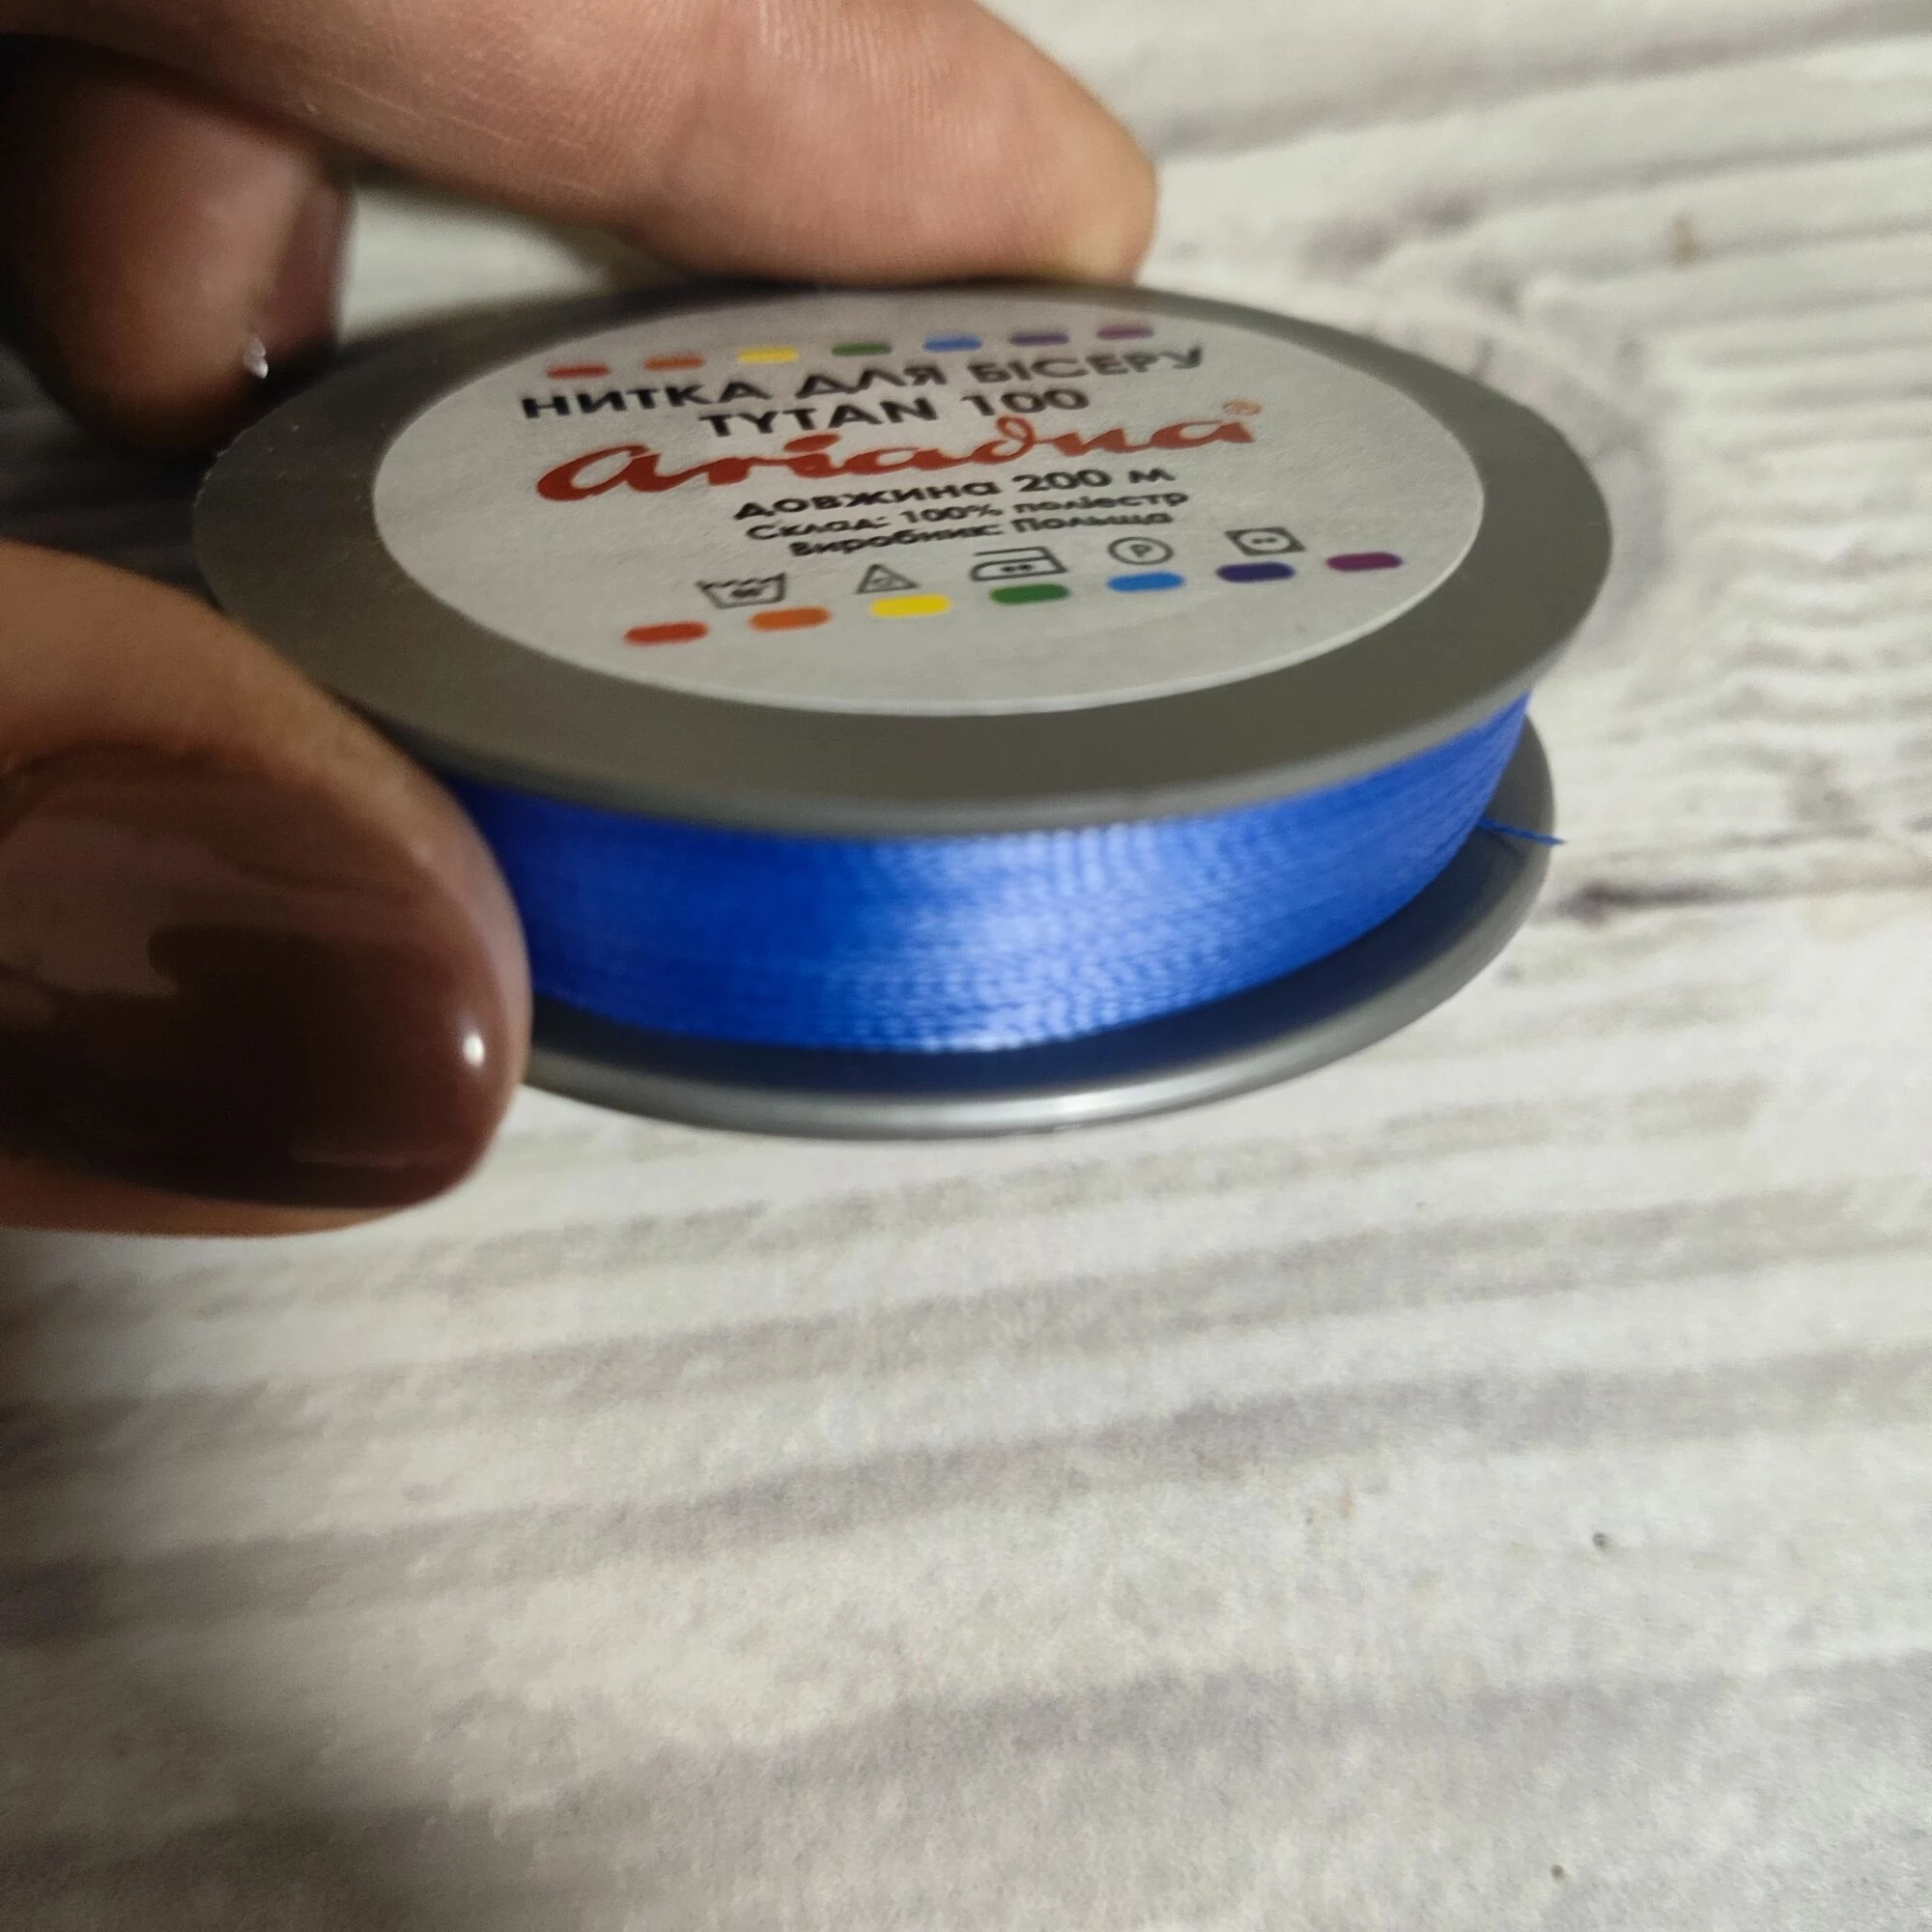 НИТКА ДЛЯ БІСЕРУ
TYTAN 100
ariadna®
ДОВЖИНА 200 м
Склад: 100% поліестр
Виробник: Польща
P